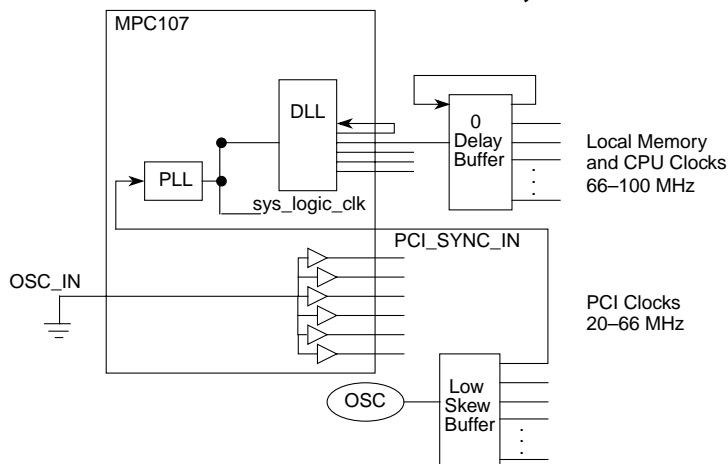 MPC107
DLL
0
Delay
Buffer
Local Memory
and CPU Clocks
66–100 MHz
PLL
sys_logic_clk
PCI_SYNC_IN
OSC_IN
PCI Clocks
20–66 MHz
OSC
Low
Skew
Buffer